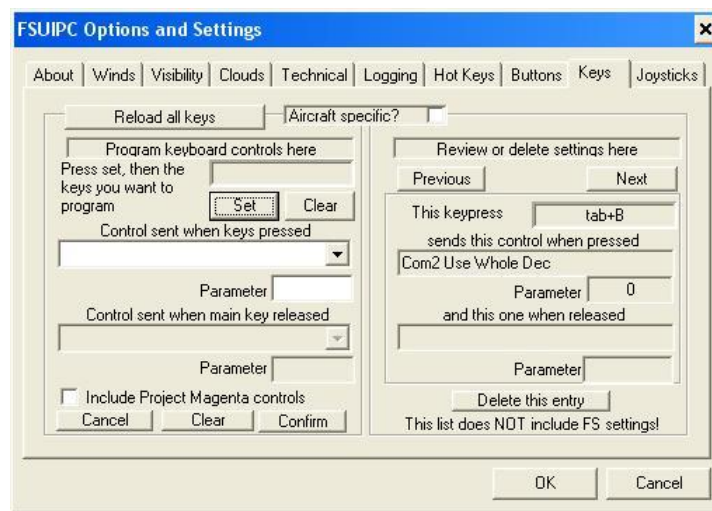 FSUIPC Options and Settings
About Winds Visibility Clouds Technical Logging Hot Keys Buttons Keys Joysticks
Reload all keys
Aircraft specific?
Program keyboard controls here
Press set, then the
keys you want to
program
Set
Clear
Control sent when keys pressed
Parameter
Control sent when main key released
Parameter
Include Project Magenta controls
Cancel
Clear
Confirm
Review or delete settings here
Previous
Next
This keypress
tab+B
sends this control when pressed
Com2 Use Whole Dec
Parameter
0
and this one when released
Parameter
Delete this entry
This list does NOT include FS settings!
OK
Cancel